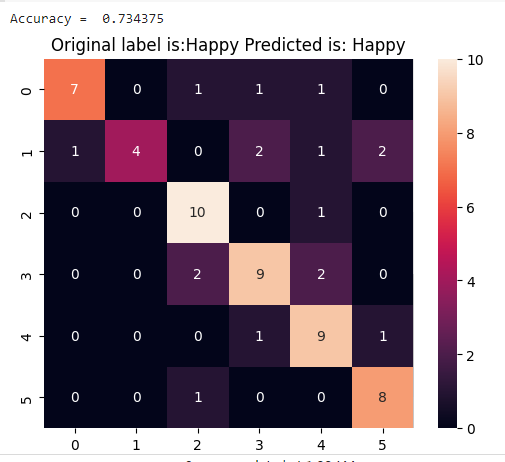 Accuracy = 0.734375
Original label is:Happy Predicted is: Happy
0 7 0 1 1 1 0
1 1 4 0 2 1 2
2 0 0 10 0 1 0
3 0 0 2 9 2 0
4 0 0 0 1 9 1
5 0 0 1 0 0 8
0 1 2 3 4 5
10
8
6
4
2
0